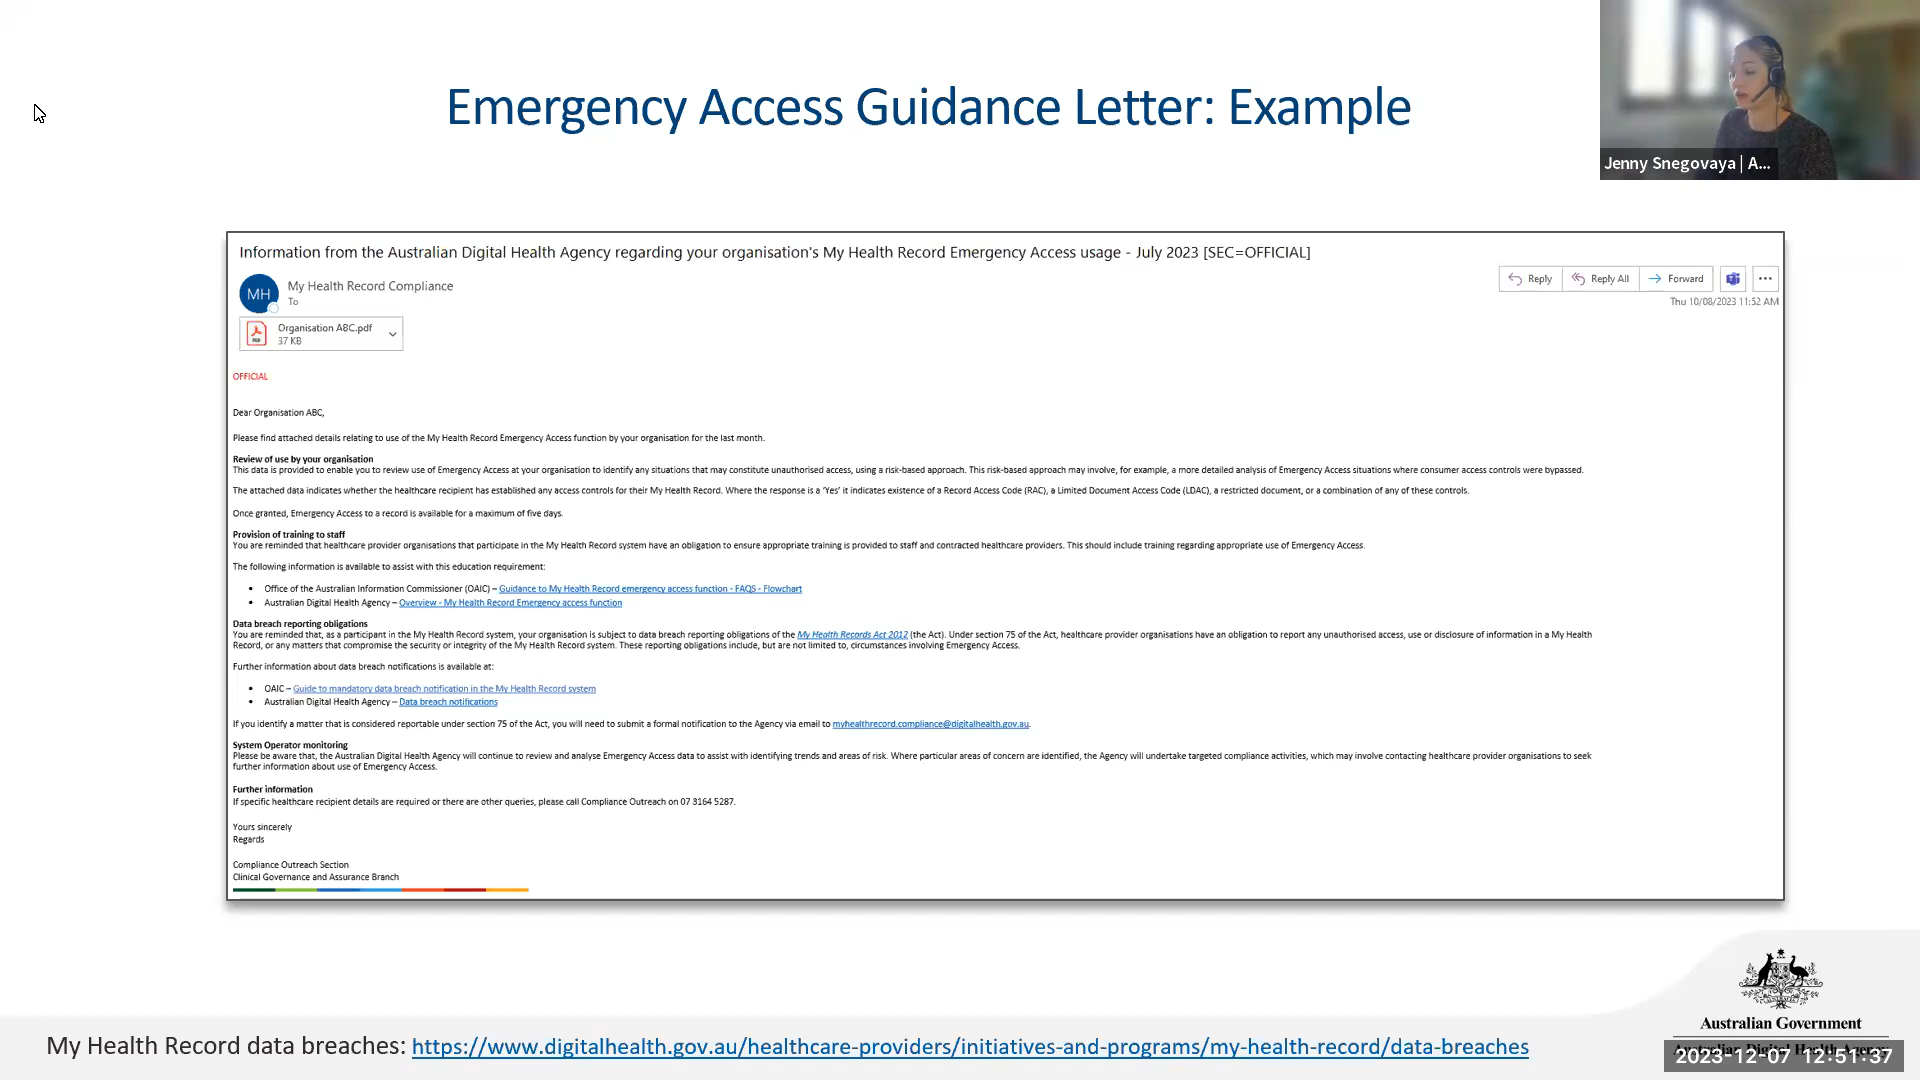 Emergency Access Guidance Letter: Example
Jenny Snegovaya | A...
Information from the Australian Digital Health Agency regarding your organisation's My Health Record Emergency Access usage - July 2023 [SEC=OFFICIAL]
MH
My Health Record Compliance
To
Reply
Reply All
Forward
Thu 10/08/2023 11:52 AM
Organisation ABC.pdf
37 KB
OFFICIAL
Dear Organisation ABC,
Please find attached details relating to use of the My Health Record Emergency Access function by your organisation for the last month.
Review of use by your organisation
This data is provided to enable you to review use of Emergency Access at your organisation to identify any situations that may constitute unauthorised access, using a risk-based approach. This risk-based approach may involve, for example, a more detailed analysis of Emergency Access situations where consumer access controls were bypassed.
The attached data indicates whether the healthcare recipient has established any access controls for their My Health Record. Where the response is a 'Yes' it indicates existence of a Record Access Code (RAC), a Limited Document Access Code (LDAC), a restricted document, or a combination of any of these controls.
Once granted, Emergency Access to a record is available for a maximum of five days.
Provision of training to staff
You are reminded that healthcare provider organisations that participate in the My Health Record system have an obligation to ensure appropriate training is provided to staff and contracted healthcare providers. This should include training regarding appropriate use of Emergency Access.
The following information is available to assist with this education requirement:
• Office of the Australian Information Commissioner (OAIC) – Guidance to My Health Record emergency access function - FAQS - Flowchart
• Australian Digital Health Agency – Overview - My Health Record Emergency access function
Data breach reporting obligations
You are reminded that, as a participant in the My Health Record system, your organisation is subject to data breach reporting obligations of the My Health Records Act 2012 (the Act). Under section 75 of the Act, healthcare provider organisations have an obligation to report any unauthorised access, use or disclosure of information in a My Health
Record, or any matters that compromise the security or integrity of the My Health Record system. These reporting obligations include, but are not limited to, circumstances involving Emergency Access.
Further information about data breach notifications is available at:
• OAIC – Guide to mandatory data breach notification in the My Health Record system
• Australian Digital Health Agency – Data breach notifications
If you identify a matter that is considered reportable under section 75 of the Act, you will need to submit a formal notification to the Agency via email to myhealthrecord.compliance@digitalhealth.gov.au.
System Operator monitoring
Please be aware that, the Australian Digital Health Agency will continue to review and analyse Emergency Access data to assist with identifying trends and areas of risk. Where particular areas of concern are identified, the Agency will undertake targeted compliance activities, which may involve contacting healthcare provider organisations to seek
further information about use of Emergency Access.
Further information
If specific healthcare recipient details are required or there are other queries, please call Compliance Outreach on 07 3164 5287.
Yours sincerely
Regards
Compliance Outreach Section
Clinical Governance and Assurance Branch
Australian Government
Australian Digital Health Agency
My Health Record data breaches: https://www.digitalhealth.gov.au/healthcare-providers/initiatives-and-programs/my-health-record/data-breaches
2023-12-07 12:51:37